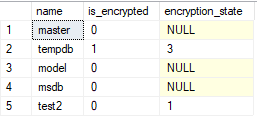 name is_encrypted encryption_state
1 master 0 NULL
2 tempdb 1 3
3 model 0 NULL
4 msdb 0 NULL
5 test2 0 1